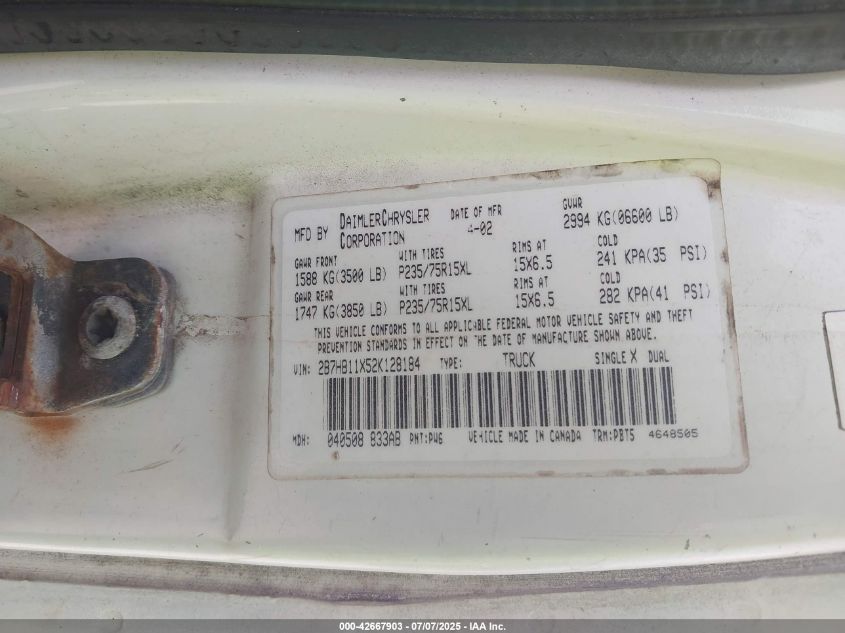 MFD BY DAIMLERCHRYSLER CORPORATION
DATE OF MFR 4-02
GVWR 2994 KG(06600 LB)
GAWR FRONT WITH TIRES RIMS AT COLD
1588 KG(3500 LB) P235/75R15XL 15X6.5 241 KPA(35 PSI)
GAWR REAR WITH TIRES RIMS AT COLD
1747 KG(3850 LB) P235/75R15XL 15X6.5 282 KPA(41 PSI)
THIS VEHICLE CONFORMS TO ALL APPLICABLE FEDERAL MOTOR VEHICLE SAFETY AND THEFT
PREVENTION STANDARDS IN EFFECT ON THE DATE OF MANUFACTURE SHOWN ABOVE.
VIN: 2B7HB11X52K128184 TYPE: TRUCK SINGLE X DUAL
MDH: 040508 833AB PNT:PW6 VEHICLE MADE IN CANADA TRM:PBT5 4648505
000-42667903 / 07/07/2025 - IAA Inc.